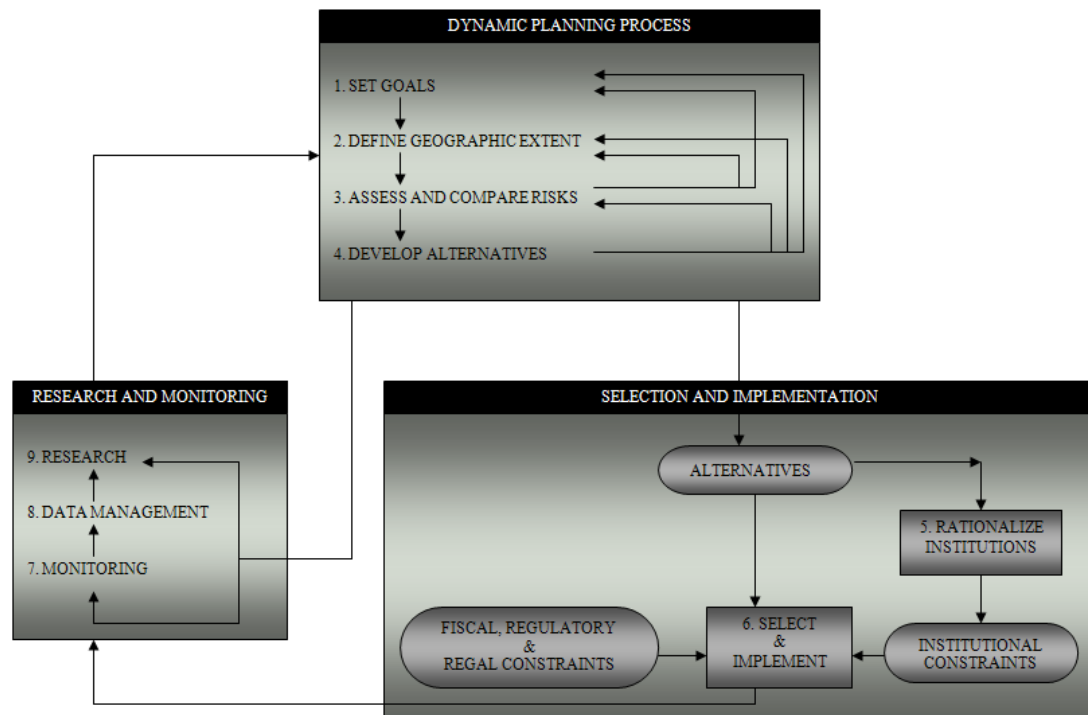 DYNAMIC PLANNING PROCESS
1. SET GOALS
2. DEFINE GEOGRAPHIC EXTENT
3. ASSESS AND COMPARE RISKS
4. DEVELOP ALTERNATIVES
RESEARCH AND MONITORING
9. RESEARCH
8. DATA MANAGEMENT
7. MONITORING
SELECTION AND IMPLEMENTATION
ALTERNATIVES
5. RATIONALIZE
INSTITUTIONS
FISCAL, REGULATORY
&
REGAL CONSTRAINTS
6. SELECT
&
IMPLEMENT
INSTITUTIONAL
CONSTRAINTS